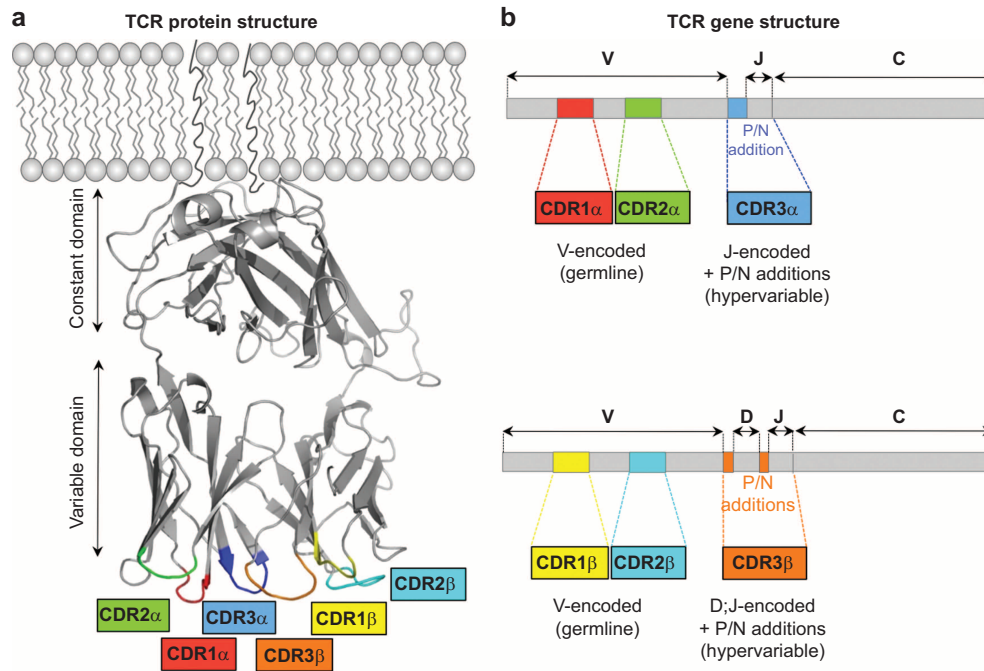 a
TCR protein structure
Constant domain
Variable domain
CDR2α
CDR1α
CDR3α
CDR3β
CDR1β
CDR2β
b
TCR gene structure
V
J
C
P/N
addition
CDR1α
CDR2α
CDR3α
V-encoded
(germline)
J-encoded
+ P/N additions
(hypervariable)
V
D
J
C
P/N
additions
CDR1β
CDR2β
CDR3β
V-encoded
(germline)
D;J-encoded
+ P/N additions
(hypervariable)